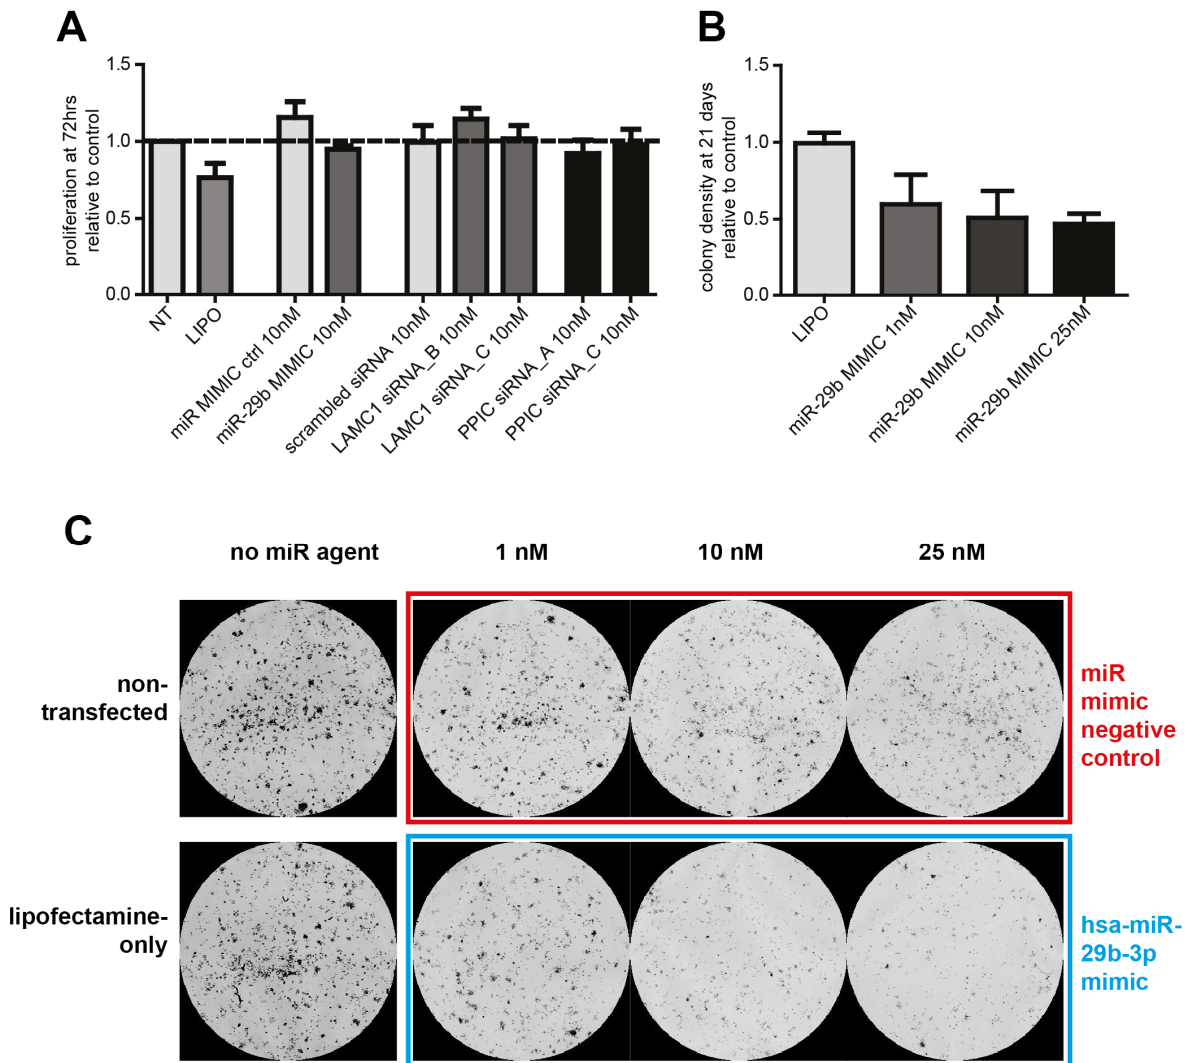 A
proliferation at 72hrs
relative to control
1.5
1.0
0.5
0.0
NT
LIPO
miR MIMIC ctrl 10nM
miR-29b MIMIC 10nM
scrambled siRNA 10nM
LAMC1 siRNA_B 10nM
LAMC1 siRNA_C 10nM
PPIC siRNA_A 10nM
PPIC siRNA_C 10nM
B
colony density at 21 days
relative to control
1.5
1.0
0.5
0.0
LIPO
miR-29b MIMIC 1nM
miR-29b MIMIC 10nM
miR-29b MIMIC 25nM
C
no miR agent
1 nM
10 nM
25 nM
non-
transfected
miR
mimic
negative
control
lipofectamine-
only
hsa-miR-
29b-3p
mimic